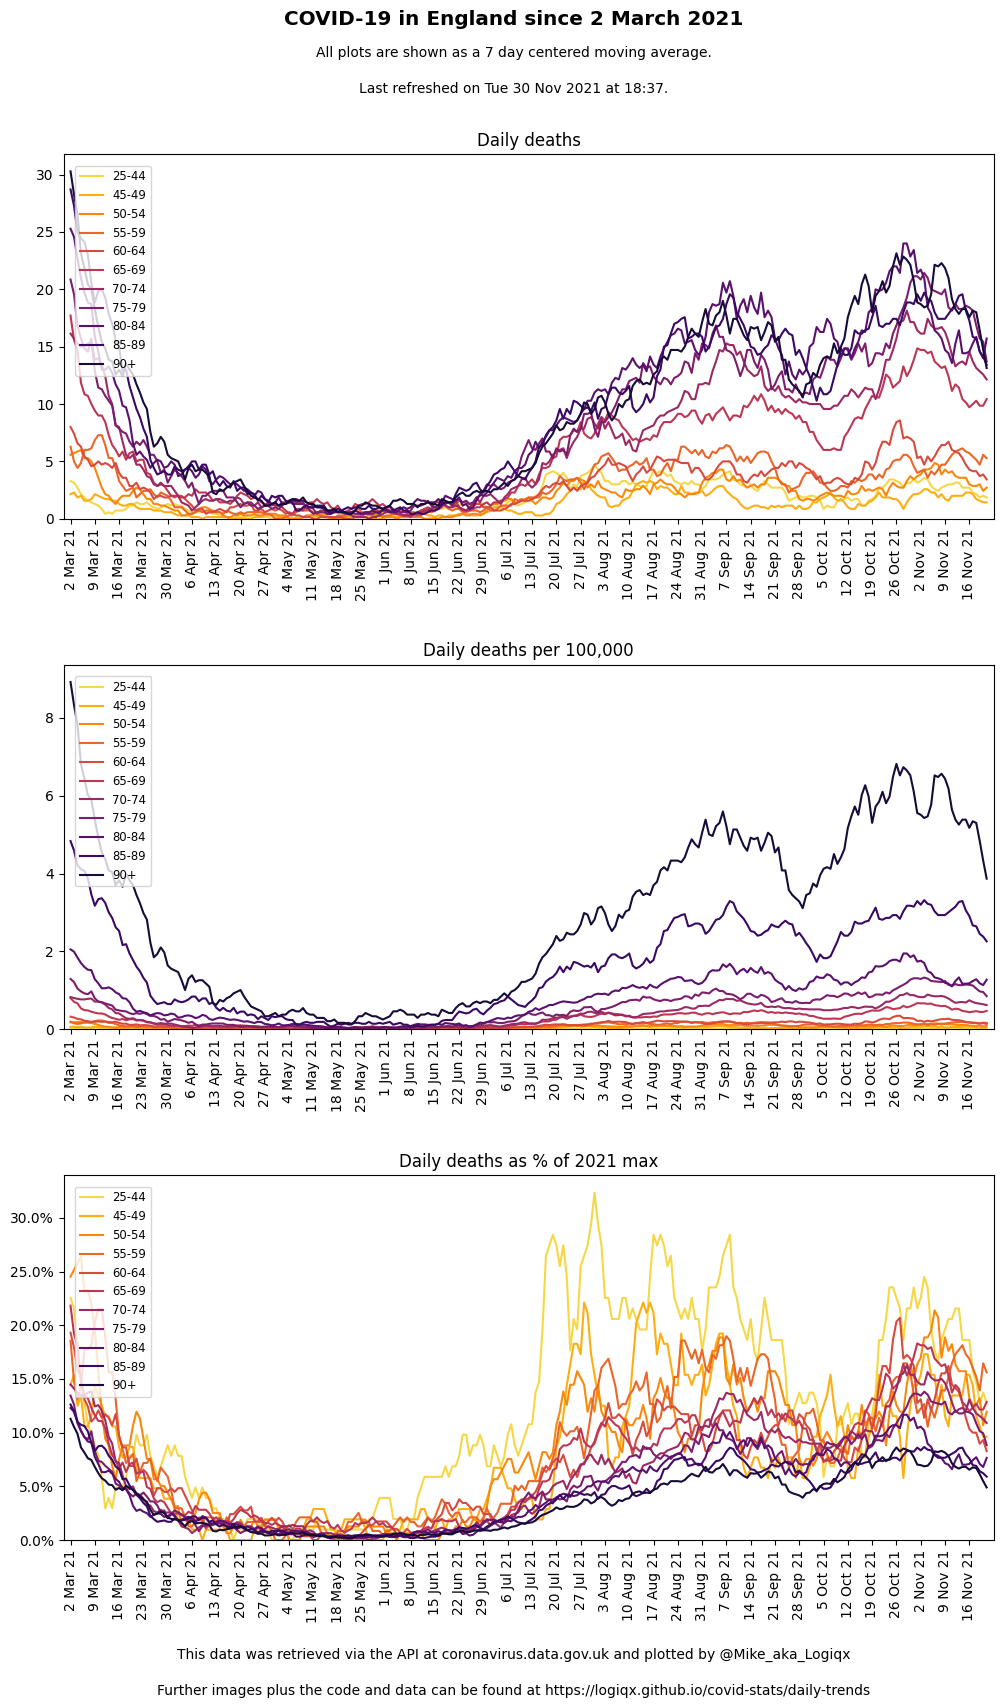 COVID-19 in England since 2 March 2021
All plots are shown as a 7 day centered moving average.
Last refreshed on Tue 30 Nov 2021 at 18:37.
Daily deaths
30
25
20
15
10
5
0
25-44
45-49
50-54
55-59
60-64
65-69
70-74
75-79
80-84
85-89
90+
2 Mar 21
9 Mar 21
16 Mar 21
23 Mar 21
30 Mar 21
6 Apr 21
13 Apr 21
20 Apr 21
27 Apr 21
4 May 21
11 May 21
18 May 21
25 May 21
1 Jun 21
8 Jun 21
15 Jun 21
22 Jun 21
29 Jun 21
6 Jul 21
13 Jul 21
20 Jul 21
27 Jul 21
3 Aug 21
10 Aug 21
17 Aug 21
24 Aug 21
31 Aug 21
7 Sep 21
14 Sep 21
21 Sep 21
28 Sep 21
5 Oct 21
12 Oct 21
19 Oct 21
26 Oct 21
2 Nov 21
9 Nov 21
16 Nov 21
Daily deaths per 100,000
8
6
4
2
0
25-44
45-49
50-54
55-59
60-64
65-69
70-74
75-79
80-84
85-89
90+
2 Mar 21
9 Mar 21
16 Mar 21
23 Mar 21
30 Mar 21
6 Apr 21
13 Apr 21
20 Apr 21
27 Apr 21
4 May 21
11 May 21
18 May 21
25 May 21
1 Jun 21
8 Jun 21
15 Jun 21
22 Jun 21
29 Jun 21
6 Jul 21
13 Jul 21
20 Jul 21
27 Jul 21
3 Aug 21
10 Aug 21
17 Aug 21
24 Aug 21
31 Aug 21
7 Sep 21
14 Sep 21
21 Sep 21
28 Sep 21
5 Oct 21
12 Oct 21
19 Oct 21
26 Oct 21
2 Nov 21
9 Nov 21
16 Nov 21
Daily deaths as % of 2021 max
30.0%
25.0%
20.0%
15.0%
10.0%
5.0%
0.0%
25-44
45-49
50-54
55-59
60-64
65-69
70-74
75-79
80-84
85-89
90+
2 Mar 21
9 Mar 21
16 Mar 21
23 Mar 21
30 Mar 21
6 Apr 21
13 Apr 21
20 Apr 21
27 Apr 21
4 May 21
11 May 21
18 May 21
25 May 21
1 Jun 21
8 Jun 21
15 Jun 21
22 Jun 21
29 Jun 21
6 Jul 21
13 Jul 21
20 Jul 21
27 Jul 21
3 Aug 21
10 Aug 21
17 Aug 21
24 Aug 21
31 Aug 21
7 Sep 21
14 Sep 21
21 Sep 21
28 Sep 21
5 Oct 21
12 Oct 21
19 Oct 21
26 Oct 21
2 Nov 21
9 Nov 21
16 Nov 21
This data was retrieved via the API at coronavirus.data.gov.uk and plotted by @Mike_aka_Logiqx
Further images plus the code and data can be found at https://logiqx.github.io/covid-stats/daily-trends